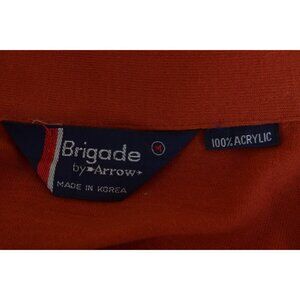 Brigade
by Arrow
MADE IN KOREA
M
100% ACRYLIC